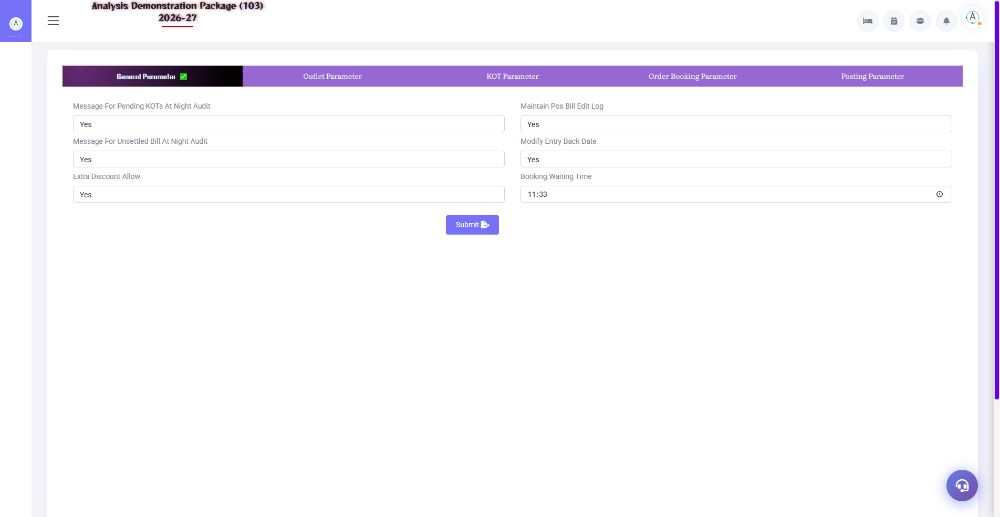 Analysis Demonstration Package (103)
2026-27
A
A
General Parameter ✅
Outlet Parameter
KOT Parameter
Order Booking Parameter
Posting Parameter
Message For Pending KOTs At Night Audit
Maintain Pos Bill Edit Log
Yes
Yes
Message For Unsettled Bill At Night Audit
Modify Entry Back Date
Yes
Yes
Extra Discount Allow
Booking Waiting Time
Yes
11:33
Submit